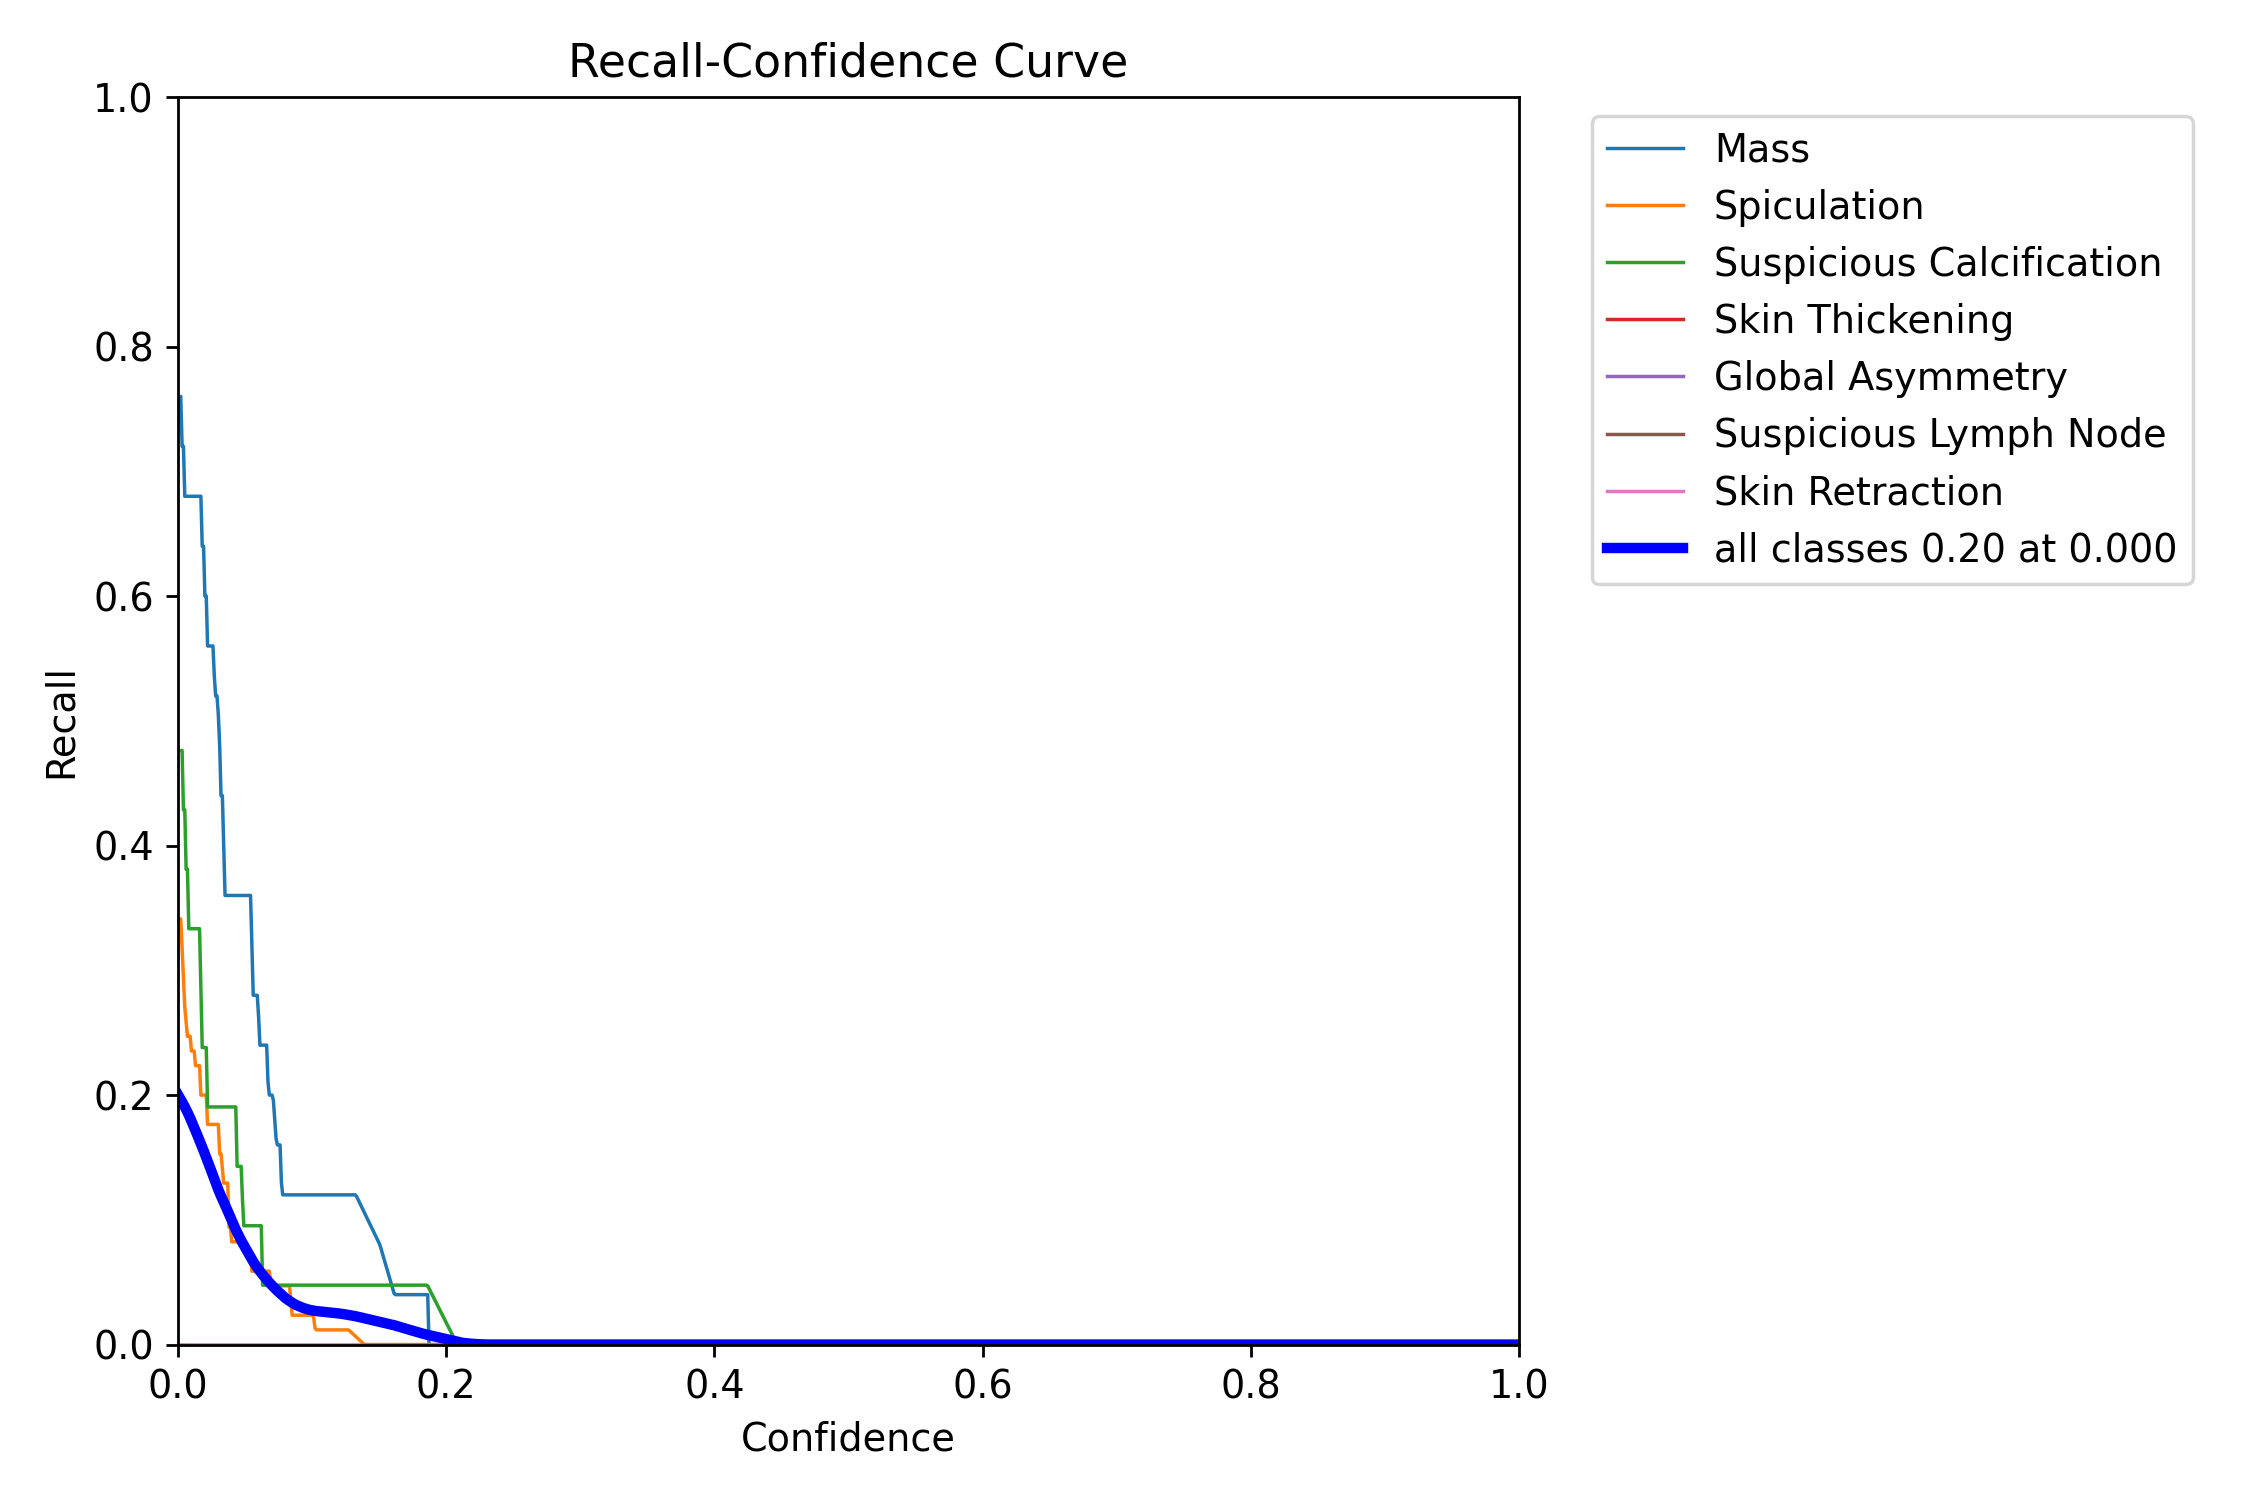 Recall-Confidence Curve
1.0
0.8
0.6
0.4
0.2
0.0
Recall
0.0 0.2 0.4 0.6 0.8 1.0
Confidence
Mass
Spiculation
Suspicious Calcification
Skin Thickening
Global Asymmetry
Suspicious Lymph Node
Skin Retraction
all classes 0.20 at 0.000